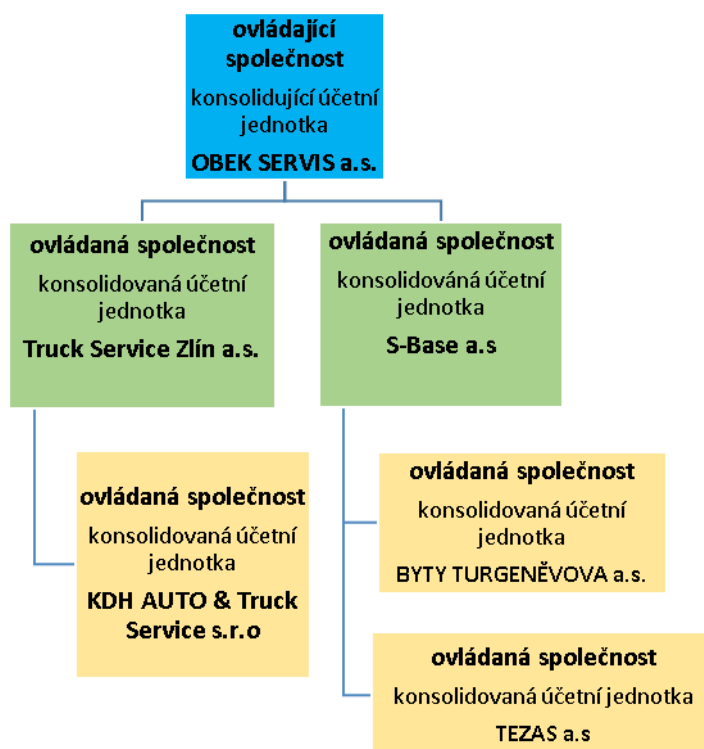 ovládající
společnost
konsolidující účetní
jednotka
OBEK SERVIS a.s.
ovládaná společnost
konsolidovaná účetní
jednotka
Truck Service Zlín a.s.
ovládaná společnost
konsolidováná účetní
jednotka
S-Base a.s
ovládaná společnost
konsolidovaná účetní
jednotka
KDH AUTO & Truck
Service s.r.o
ovládaná společnost
konsolidovaná účetní
jednotka
BYTY TURGENĚVOVA a.s.
ovládaná společnost
konsolidovaná účetní jednotka
TEZAS a.s